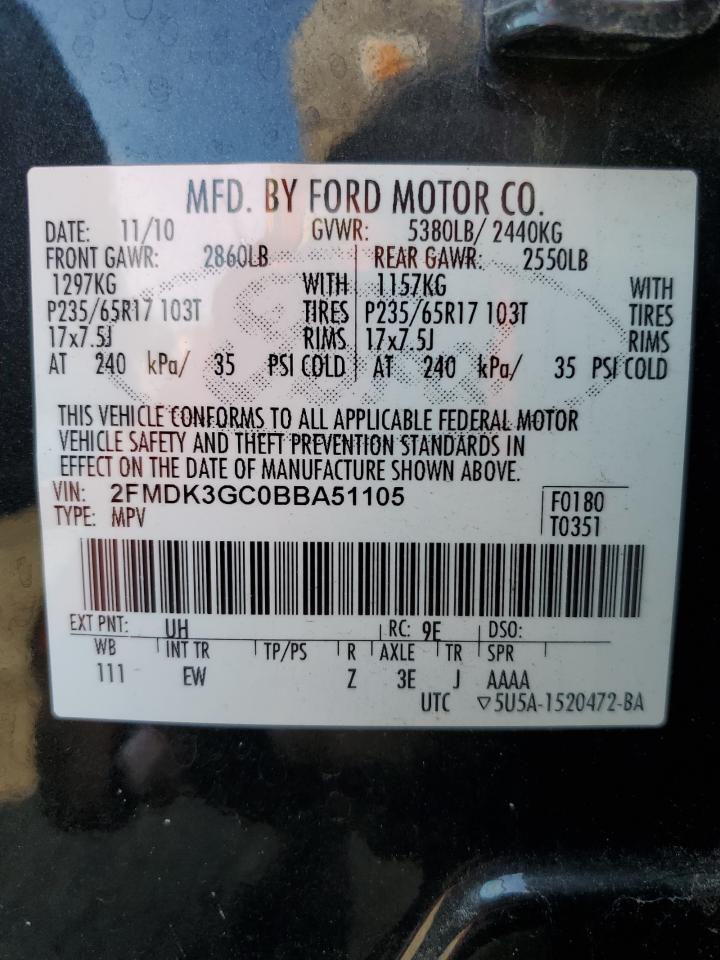 MFD. BY FORD MOTOR CO.
DATE: 11/10 GVWR: 5380LB/ 2440KG
FRONT GAWR: 2860LB REAR GAWR: 2550LB
1297KG WITH 1157KG WITH
P235/65R17 103T TIRES P235/65R17 103T TIRES
17x7.5J RIMS 17x7.5J RIMS
AT 240 kPa/ 35 PSI COLD AT 240 kPa/ 35 PSI COLD
THIS VEHICLE CONFORMS TO ALL APPLICABLE FEDERAL MOTOR
VEHICLE SAFETY AND THEFT PREVENTION STANDARDS IN
EFFECT ON THE DATE OF MANUFACTURE SHOWN ABOVE.
VIN: 2FMDK3GC0BBA51105 F0180
TYPE: MPV T0351
EXT PNT: UH RC: 9E DSO:
WB INT TR TP/PS R AXLE TR SPR
111 EW Z 3E J AAAA
UTC ▽5U5A-1520472-BA